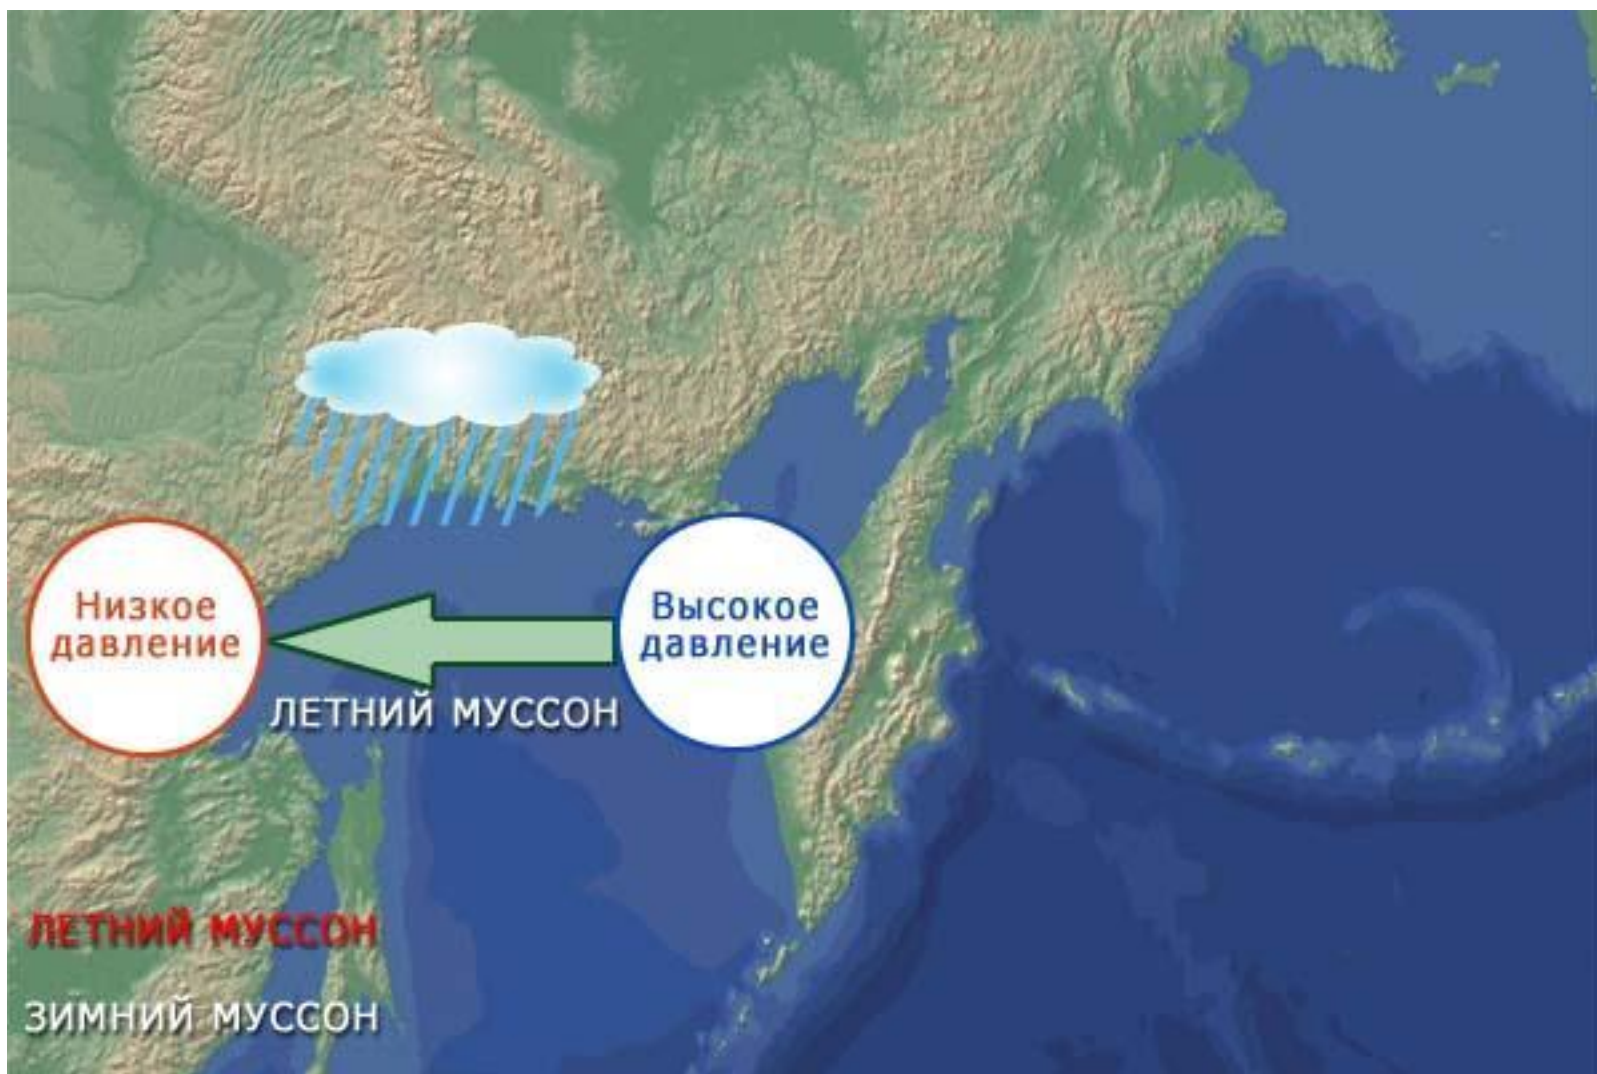 Низкое
давление
Высокое
давление
ЛЕТНИЙ МУССОН
ЛЕТНИЙ МУССОН
ЗИМНИЙ МУССОН